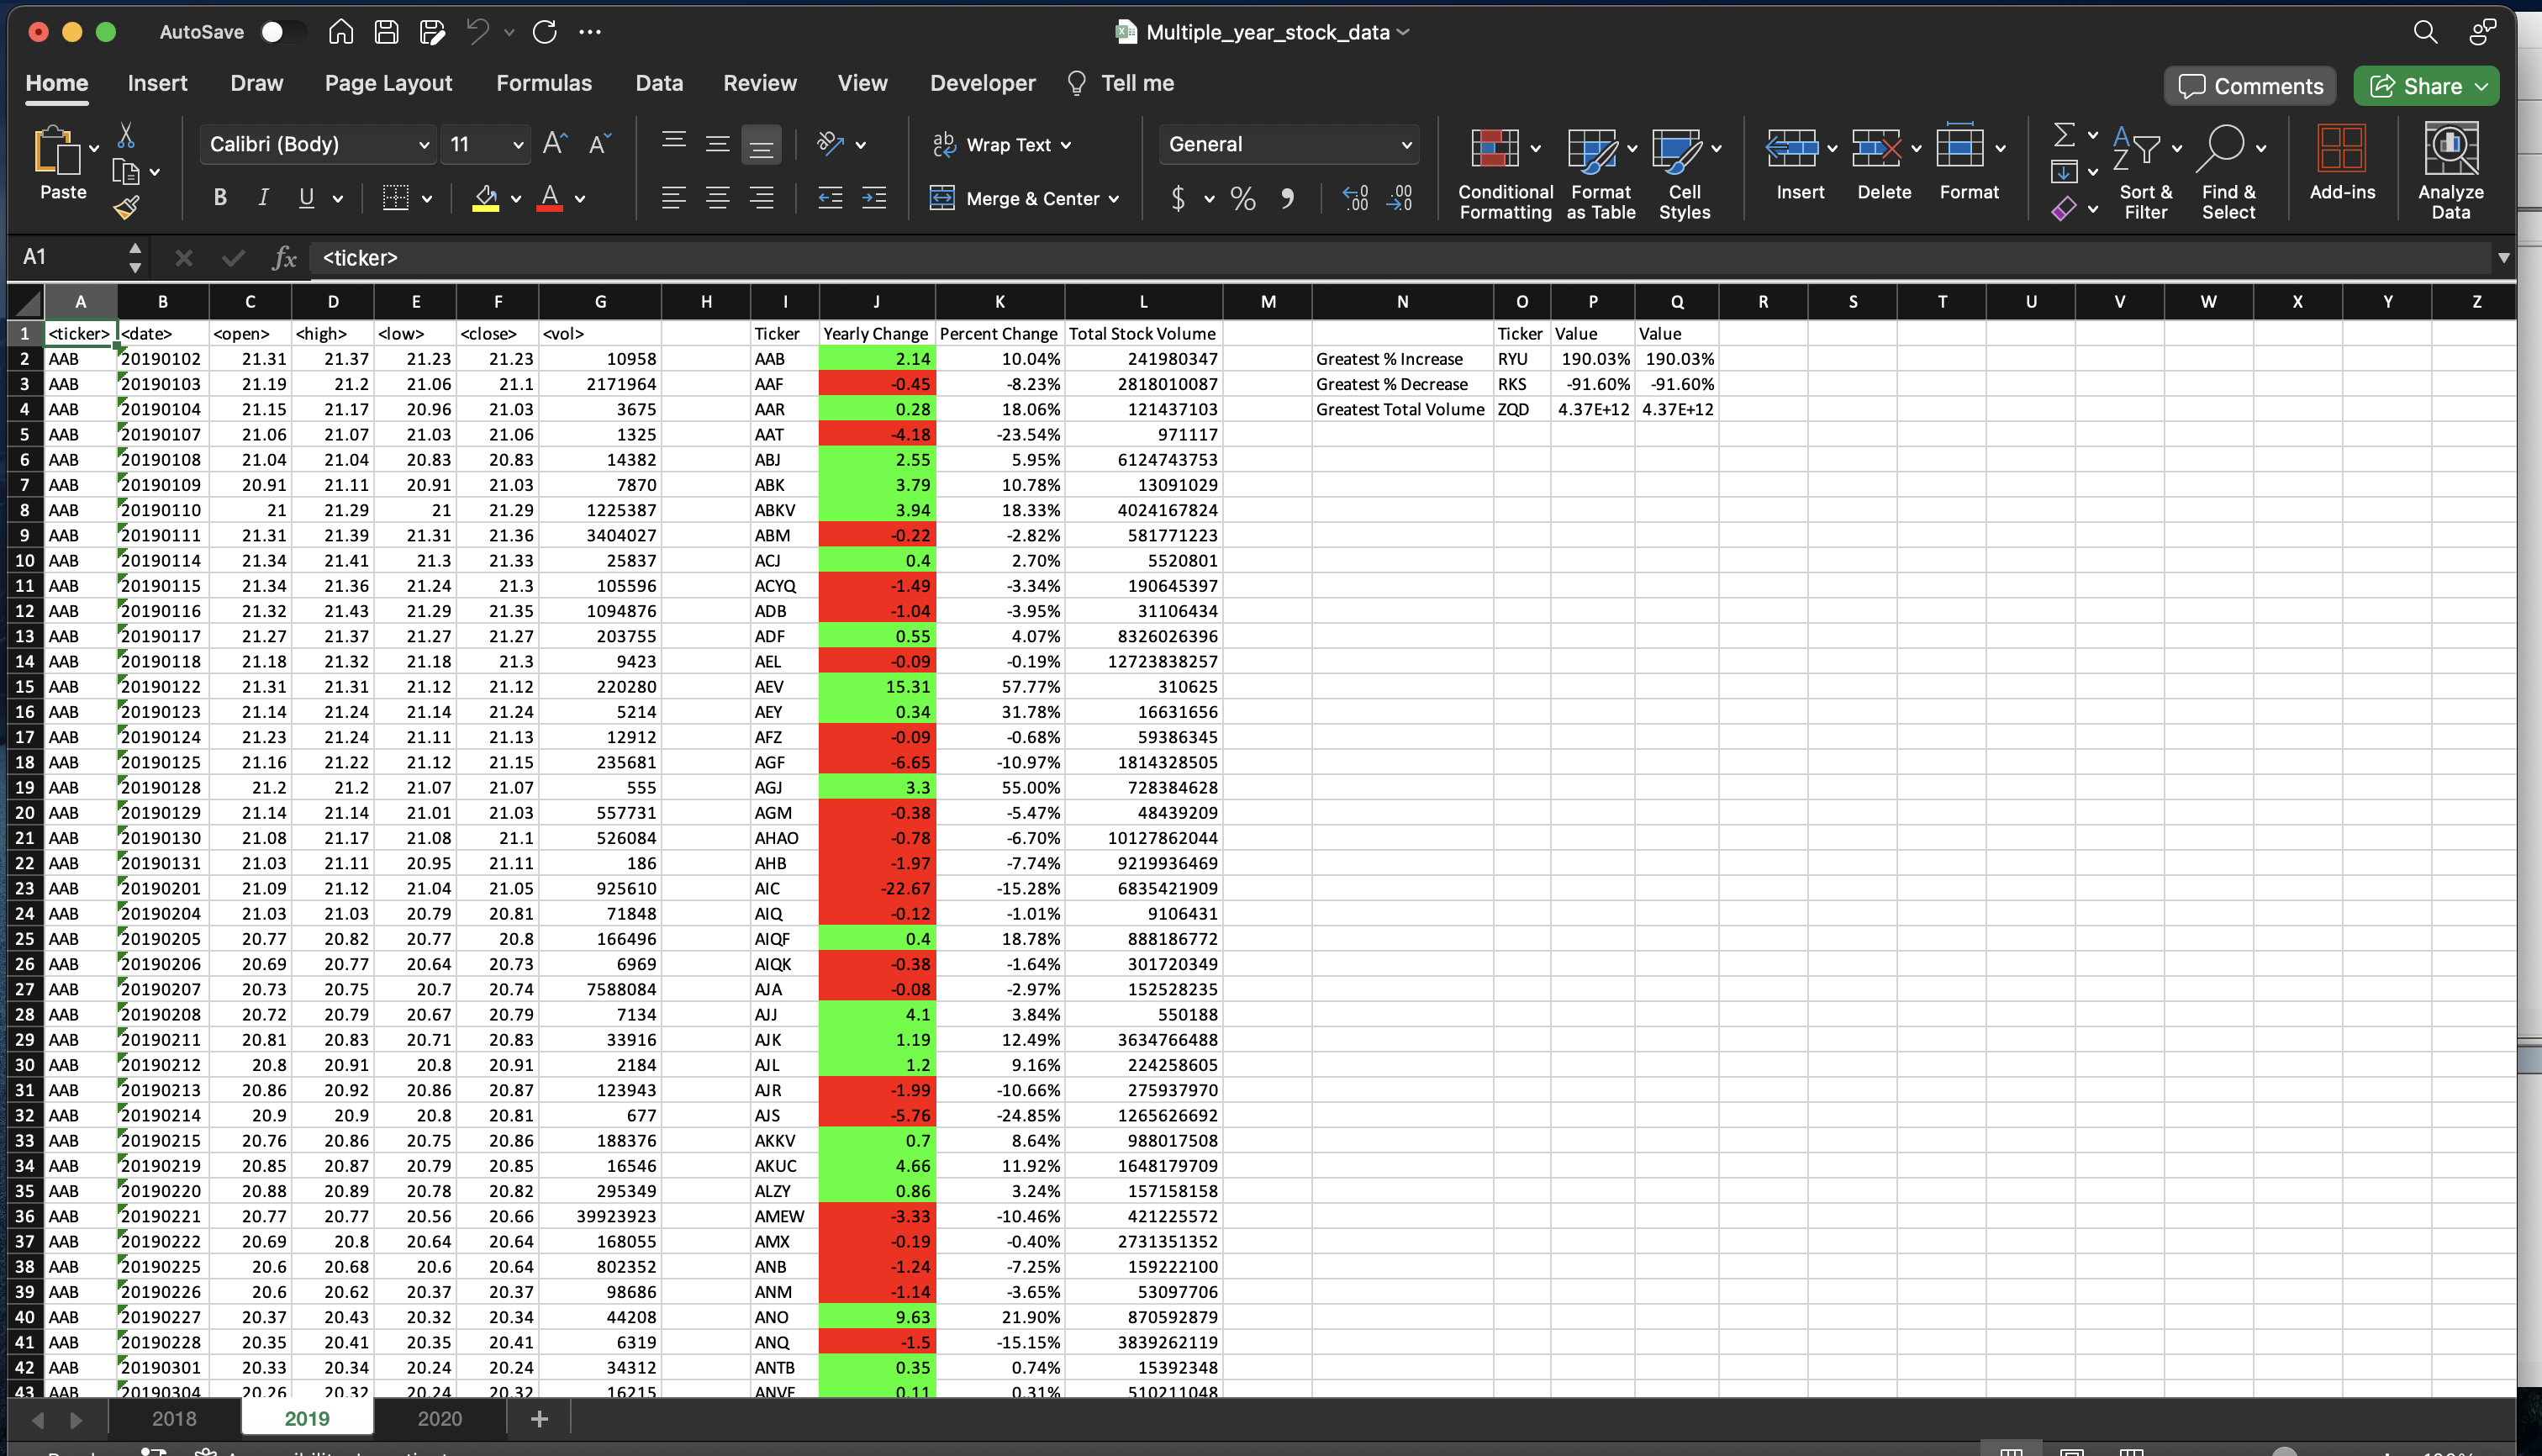 AutoSave
Multiple_year_stock_data
Home Insert Draw Page Layout Formulas Data Review View Developer Tell me Comments Share
Paste Calibri (Body) 11 Wrap Text General
B I U A Merge & Center $ % Conditional Formatting Format as Table Cell Styles Insert Delete Format Sort & Filter Find & Select Add-ins Analyze Data
A1 fx <ticker>
A B C D E F G H I J K L M N O P Q R S T U V W X Y Z
1 <ticker> <date> <open> <high> <low> <close> <vol> Ticker Yearly Change Percent Change Total Stock Volume Ticker Value Value
2 AAB 20190102 21.31 21.37 21.23 21.23 10958 AAB 2.14 10.04% 241980347 Greatest % Increase RYU 190.03% 190.03%
3 AAB 20190103 21.19 21.2 21.06 21.1 2171964 AAF -0.45 -8.23% 2818010087 Greatest % Decrease RKS -91.60% -91.60%
4 AAB 20190104 21.15 21.17 20.96 21.03 3675 AAR 0.28 18.06% 121437103 Greatest Total Volume ZQD 4.37E+12 4.37E+12
5 AAB 20190107 21.06 21.07 21.03 21.06 1325 AAT -4.18 -23.54% 971117
6 AAB 20190108 21.04 21.04 20.83 20.83 14382 ABJ 2.55 5.95% 6124743753
7 AAB 20190109 20.91 21.11 20.91 21.03 7870 ABK 3.79 10.78% 13091029
8 AAB 20190110 21 21.29 21 21.29 1225387 ABKV 3.94 18.33% 4024167824
9 AAB 20190111 21.31 21.39 21.31 21.36 3404027 ABM -0.22 -2.82% 581771223
10 AAB 20190114 21.34 21.41 21.3 21.33 25837 ACJ 0.4 2.70% 5520801
11 AAB 20190115 21.34 21.36 21.24 21.3 105596 ACYQ -1.49 -3.34% 190645397
12 AAB 20190116 21.32 21.43 21.29 21.35 1094876 ADB -1.04 -3.95% 31106434
13 AAB 20190117 21.27 21.37 21.27 21.27 203755 ADF 0.55 4.07% 8326026396
14 AAB 20190118 21.18 21.32 21.18 21.3 9423 AEL -0.09 -0.19% 12723838257
15 AAB 20190122 21.31 21.31 21.12 21.12 220280 AEV 15.31 57.77% 310625
16 AAB 20190123 21.14 21.24 21.14 21.24 5214 AEY 0.34 31.78% 16631656
17 AAB 20190124 21.23 21.24 21.11 21.13 12912 AFZ -0.09 -0.68% 59386345
18 AAB 20190125 21.16 21.22 21.12 21.15 235681 AGF -6.65 -10.97% 1814328505
19 AAB 20190128 21.2 21.2 21.07 21.07 555 AGJ 3.3 55.00% 728384628
20 AAB 20190129 21.14 21.14 21.01 21.03 557731 AGM -0.38 -5.47% 48439209
21 AAB 20190130 21.08 21.17 21.08 21.1 526084 AHAO -0.78 -6.70% 10127862044
22 AAB 20190131 21.03 21.11 20.95 21.11 186 AHB -1.97 -7.74% 9219936469
23 AAB 20190201 21.09 21.12 21.04 21.05 925610 AIC -22.67 -15.28% 6835421909
24 AAB 20190204 21.03 21.03 20.79 20.81 71848 AIQ -0.12 -1.01% 9106431
25 AAB 20190205 20.77 20.82 20.77 20.8 166496 AIQF 0.4 18.78% 888186772
26 AAB 20190206 20.69 20.77 20.64 20.73 6969 AIQK -0.38 -1.64% 301720349
27 AAB 20190207 20.73 20.75 20.7 20.74 7588084 AJA -0.08 -2.97% 152528235
28 AAB 20190208 20.72 20.79 20.67 20.79 7134 AJJ 4.1 3.84% 550188
29 AAB 20190211 20.81 20.83 20.71 20.83 33916 AJK 1.19 12.49% 3634766488
30 AAB 20190212 20.8 20.91 20.8 20.91 2184 AJL 1.2 9.16% 224258605
31 AAB 20190213 20.86 20.92 20.86 20.87 123943 AJR -1.99 -10.66% 275937970
32 AAB 20190214 20.9 20.9 20.8 20.81 677 AJS -5.76 -24.85% 1265626692
33 AAB 20190215 20.76 20.86 20.75 20.86 188376 AKKV 0.7 8.64% 988017508
34 AAB 20190219 20.85 20.87 20.79 20.85 16546 AKUC 4.66 11.92% 1648179709
35 AAB 20190220 20.88 20.89 20.78 20.82 295349 ALZY 0.86 3.24% 157158158
36 AAB 20190221 20.77 20.77 20.56 20.66 39923923 AMEW -3.33 -10.46% 421225572
37 AAB 20190222 20.69 20.8 20.64 20.64 168055 AMX -0.19 -0.40% 2731351352
38 AAB 20190225 20.6 20.68 20.6 20.64 802352 ANB -1.24 -7.25% 159222100
39 AAB 20190226 20.6 20.62 20.37 20.37 98686 ANM -1.14 -3.65% 53097706
40 AAB 20190227 20.37 20.43 20.32 20.34 44208 ANO 9.63 21.90% 870592879
41 AAB 20190228 20.35 20.41 20.35 20.41 6319 ANQ -1.5 -15.15% 3839262119
42 AAB 20190301 20.33 20.34 20.24 20.24 34312 ANTB 0.35 0.74% 15392348
43 AAB 20190304 20.26 20.32 20.24 20.32 16215 0.11 0.31% 510211048
2018 2019 2020